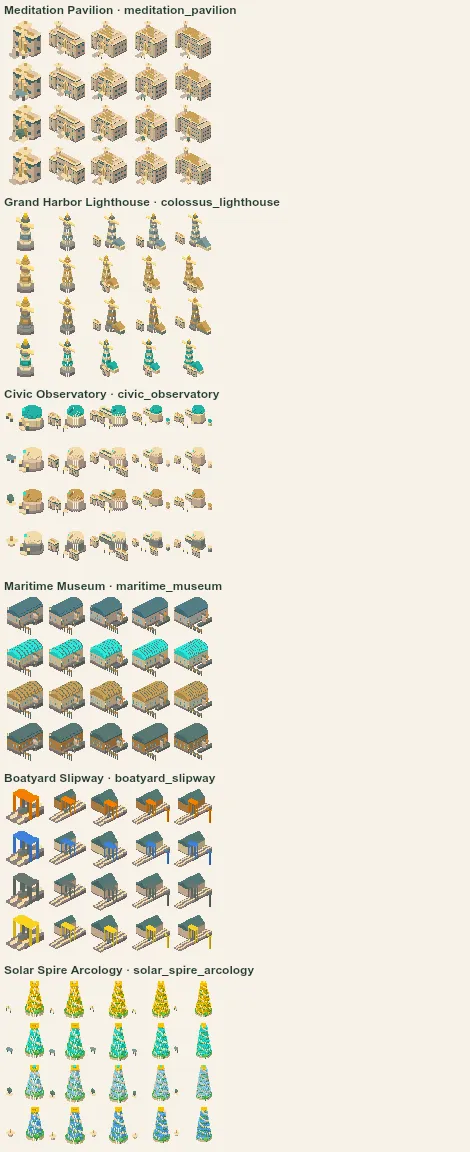 Meditation Pavilion · meditation_pavilion
Grand Harbor Lighthouse · colossus_lighthouse
Civic Observatory · civic_observatory
Maritime Museum · maritime_museum
Boatyard Slipway · boatyard_slipway
Solar Spire Arcology · solar_spire_arcology